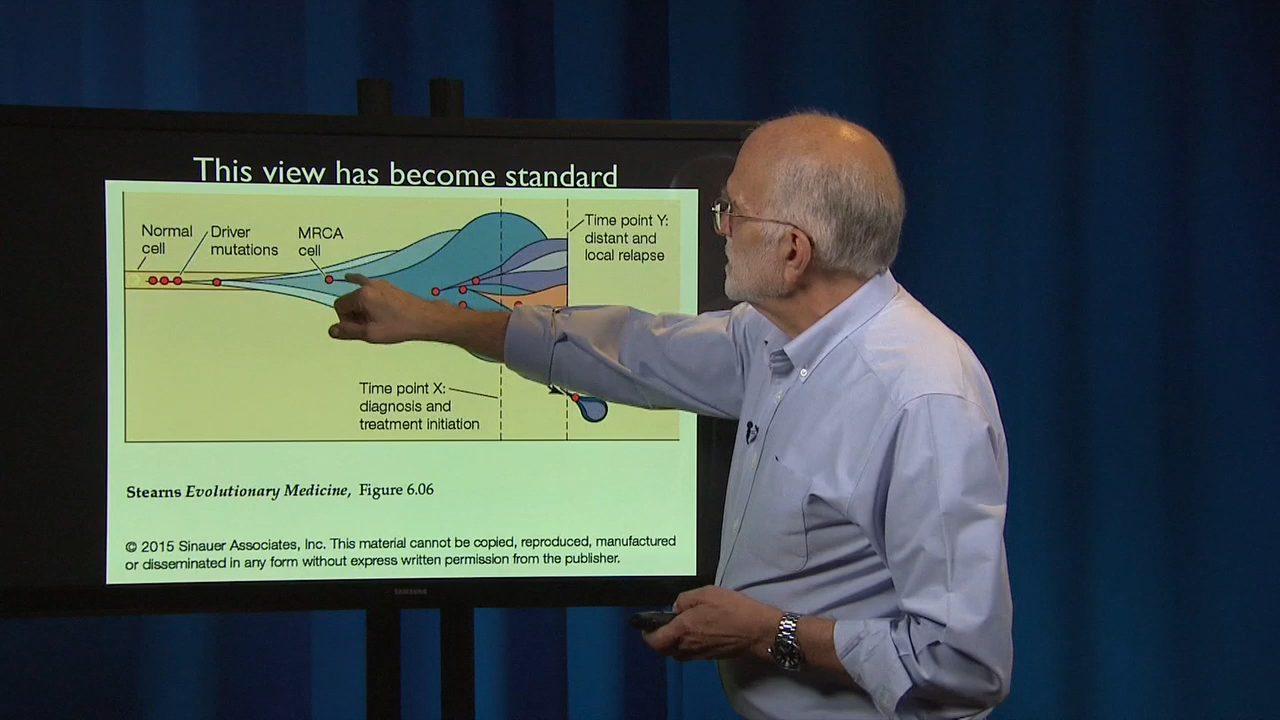 This view has become standard
Normal
cell
Driver
mutations
MRCA
cell
Time point Y:
distant and
local relapse
Time point X:
diagnosis and
treatment initiation
Stearns Evolutionary Medicine, Figure 6.06
© 2015 Sinauer Associates, Inc. This material cannot be copied, reproduced, manufactured
or disseminated in any form without express written permission from the publisher.
SAMSUNG